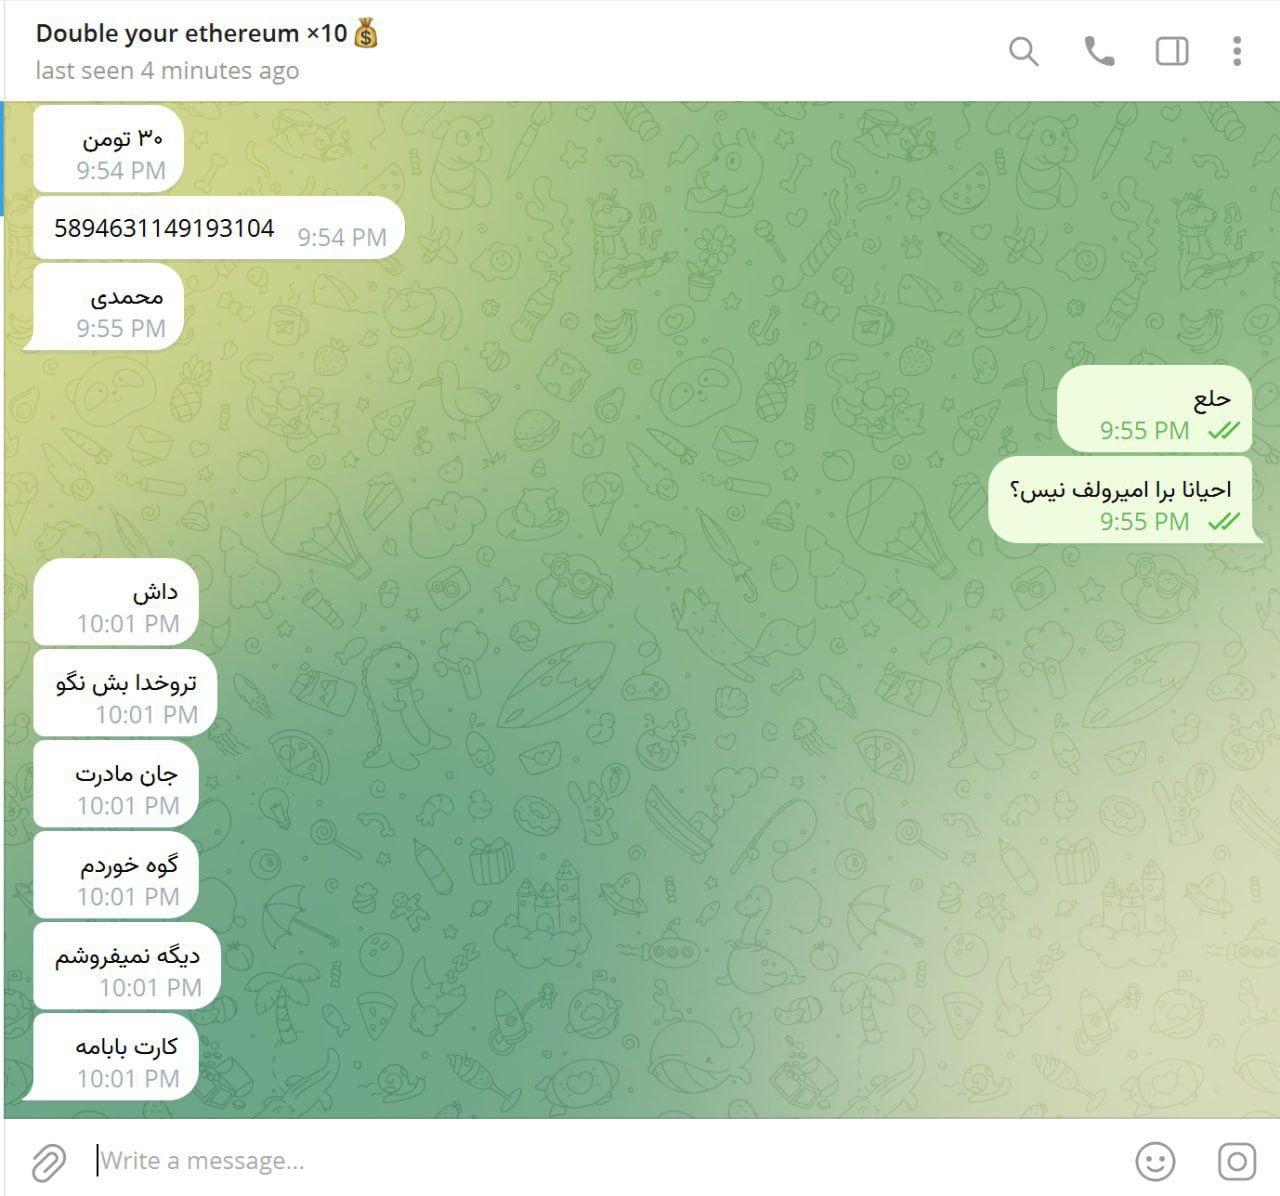 Double your ethereum ×10 💰
last seen 4 minutes ago
۳۰ تومن
9:54 PM
5894631149193104 9:54 PM
محمدی
9:55 PM
حلع
9:55 PM
احیانا برا امیرولف نیس؟
9:55 PM
داش
10:01 PM
تروخدا بش نگو
10:01 PM
جان مادرت
10:01 PM
گوه خوردم
10:01 PM
دیگه نمیفروشم
10:01 PM
کارت بابامه
10:01 PM
Write a message...